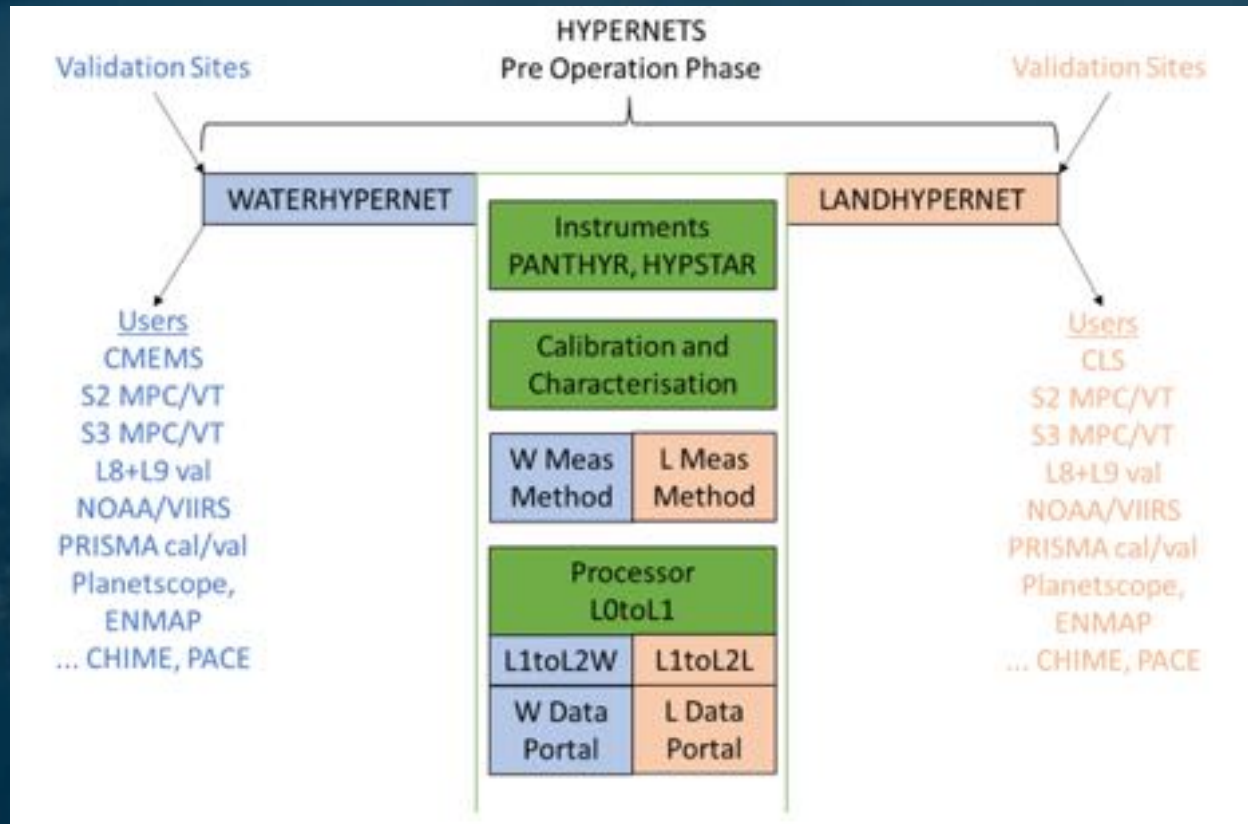 HYPERNETS
Pre Operation Phase
Validation Sites
Validation Sites
WATERHYPERNET
LANDHYPERNET
Users
CMEMS
S2 MPC/VT
S3 MPC/VT
L8+L9 val
NOAA/VIIRS
PRISMA cal/val
Planetscope,
ENMAP
... CHIME, PACE
Instruments
PANTHYR, HYPSTAR
Calibration and
Characterisation
W Meas
Method
L Meas
Method
Processor
L0toL1
L1toL2W
L1toL2L
W Data
Portal
L Data
Portal
Users
CLS
S2 MPC/VT
S3 MPC/VT
L8+L9 val
NOAA/VIIRS
PRISMA cal/val
Planetscope,
ENMAP
... CHIME, PACE